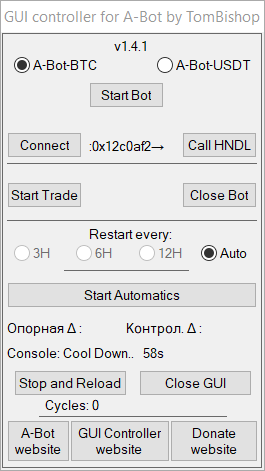 GUI controller for A-Bot by TomBishop
v1.4.1
A-Bot-BTC A-Bot-USDT
Start Bot
Connect :0x12c0af2→ Call HNDL
Start Trade Close Bot
Restart every:
3H 6H 12H Auto
Start Automatics
Опорная Δ : Контрол. Δ :
Console: Cool Down.. 58s
Stop and Reload Close GUI
Cycles: 0
A-Bot GUI Controller Donate
website website website